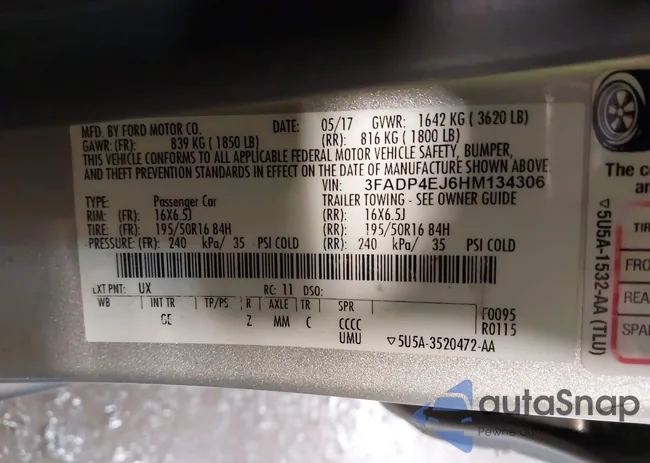 MFD. BY FORD MOTOR CO. DATE: 05/17 GVWR: 1642 KG ( 3620 LB)
GAWR: (FR): 839 KG ( 1850 LB) (RR): 816 KG ( 1800 LB)
THIS VEHICLE CONFORMS TO ALL APPLICABLE FEDERAL MOTOR VEHICLE SAFETY, BUMPER,
AND THEFT PREVENTION STANDARDS IN EFFECT ON THE DATE OF MANUFACTURE SHOWN ABOVE.
VIN: 3FADP4EJ6HM134306
TYPE: Passenger Car TRAILER TOWING - SEE OWNER GUIDE
RIM: (FR): 16X6.5J (RR): 16X6.5J
TIRE: (FR): 195/50R16 84H (RR): 195/50R16 84H
PRESSURE: (FR): 240 kPa/ 35 PSI COLD (RR): 240 kPa/ 35 PSI COLD
EXT PNT: UX RC: 11 DSO:
WB INT TR TP/PS R AXLE TR SPR
F0095
GE Z MM C CCCC R0115
UMU ▽5U5A-3520472-AA
▽5U5A-1532-AA (TLU)
The c
an
TIR
FRO
REA
SPA
autoSnap